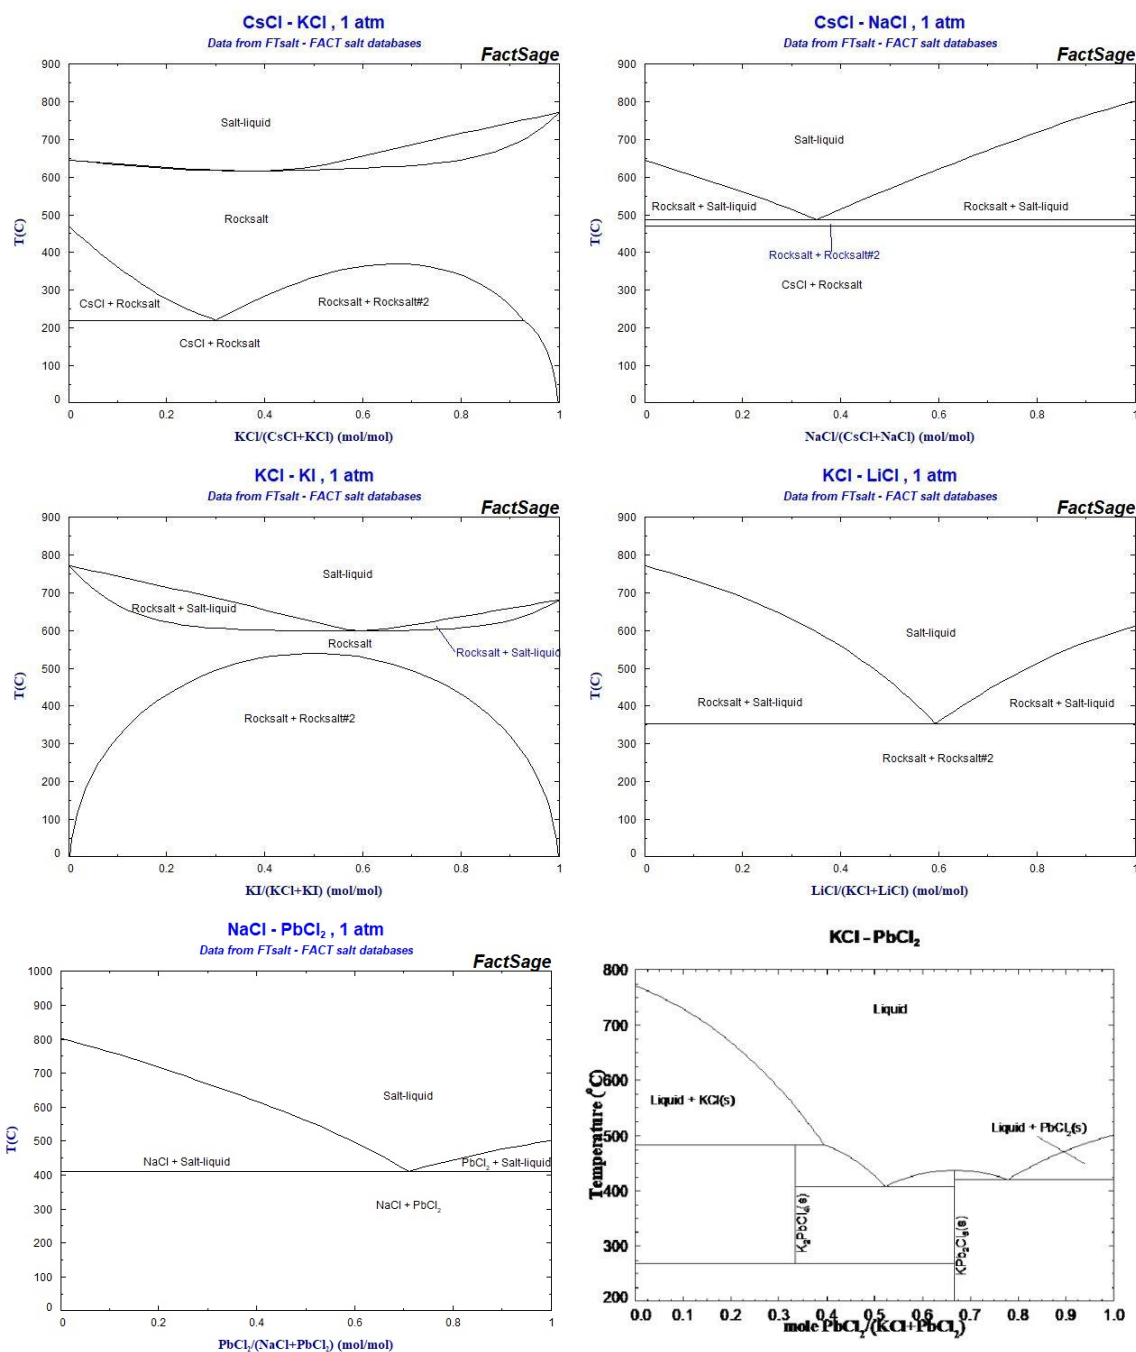 CsCl - KCl, 1 atm
Data from FTsalt - FACT salt databases
FactSage
900
800
700
600
500
400
300
200
100
0
T(C)
Salt-liquid
Rocksalt
CsCl + Rocksalt
Rocksalt + Rocksalt#2
CsCl + Rocksalt
0 0.2 0.4 0.6 0.8 1
KCl/(CsCl+KCl) (mol/mol)
CsCl - NaCl, 1 atm
Data from FTsalt - FACT salt databases
FactSage
900
800
700
600
500
400
300
200
100
0
T(C)
Salt-liquid
Rocksalt + Salt-liquid
Rocksalt + Salt-liquid
Rocksalt + Rocksalt#2
CsCl + Rocksalt
0 0.2 0.4 0.6 0.8 1
NaCl/(CsCl+NaCl) (mol/mol)
KCl - KI, 1 atm
Data from FTsalt - FACT salt databases
FactSage
900
800
700
600
500
400
300
200
100
0
T(C)
Salt-liquid
Rocksalt + Salt-liquid
Rocksalt
Rocksalt + Salt-liquid
Rocksalt + Rocksalt#2
0 0.2 0.4 0.6 0.8 1
KI/(KCl+KI) (mol/mol)
KCl - LiCl, 1 atm
Data from FTsalt - FACT salt databases
FactSage
900
800
700
600
500
400
300
200
100
0
T(C)
Salt-liquid
Rocksalt + Salt-liquid
Rocksalt + Salt-liquid
Rocksalt + Rocksalt#2
0 0.2 0.4 0.6 0.8 1
LiCl/(KCl+LiCl) (mol/mol)
NaCl - PbCl₂, 1 atm
Data from FTsalt - FACT salt databases
FactSage
1000
900
800
700
600
500
400
300
200
100
0
T(C)
Salt-liquid
NaCl + Salt-liquid
PbCl₂ + Salt-liquid
NaCl + PbCl₂
0 0.2 0.4 0.6 0.8 1
PbCl₂/(NaCl+PbCl₂) (mol/mol)
KCl - PbCl₂
800
700
600
500
400
300
200
Temperature (°C)
Liquid
Liquid + KCl(s)
Liquid + PbCl₂(s)
K₂PbCl₄(s)
KPb₂Cl₅(s)
0.0 0.1 0.2 0.3 0.4 0.5 0.6 0.7 0.8 0.9 1.0
mole PbCl₂/(KCl+PbCl₂)